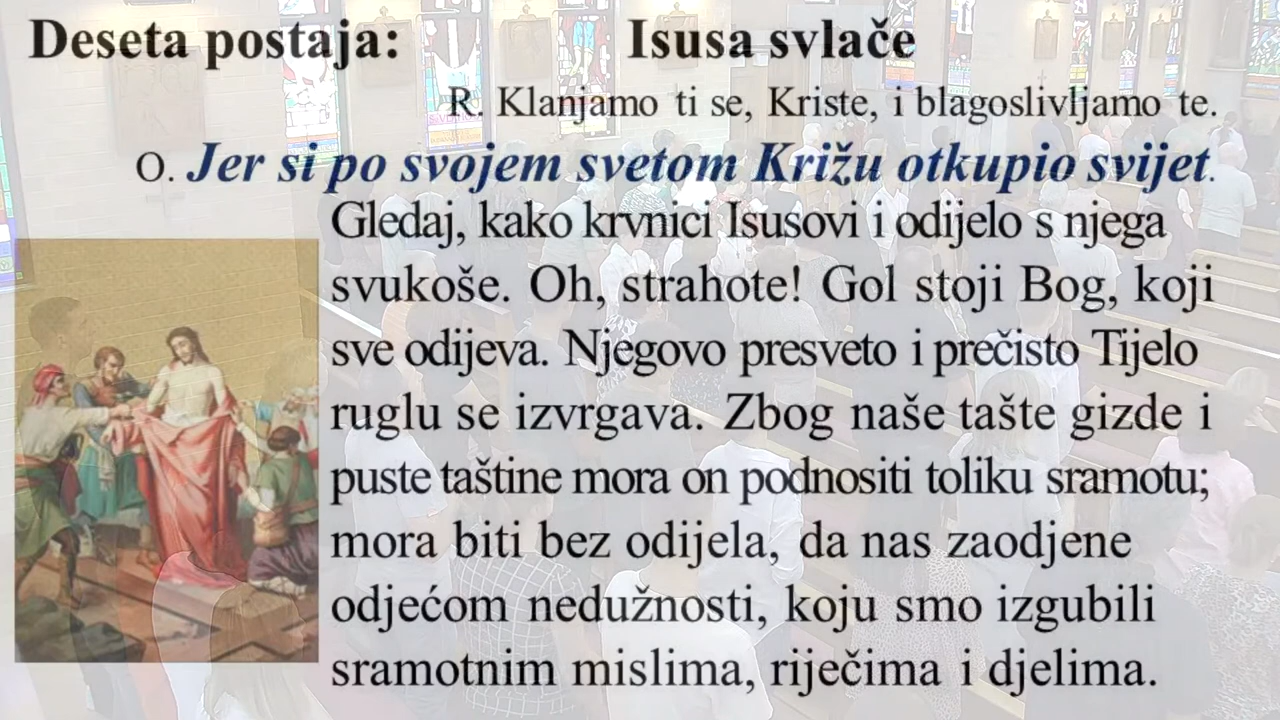 Deseta postaja: Isusa svlače
R. Klanjamo ti se, Kriste, i blagoslivljamo te.
O. Jer si po svojem svetom Križu otkupio svijet.
Gledaj, kako krvnici Isusovi i odijelo s njega
svukoše. Oh, strahote! Gol stoji Bog, koji
sve odijeva. Njegovo presveto i prečisto Tijelo
ruglu se izvrgava. Zbog naše tašte gizde i
puste taštine mora on podnositi toliku sramotu;
mora biti bez odijela, da nas zaodjene
odjećom nedužnosti, koju smo izgubili
sramotnim mislima, riječima i djelima.